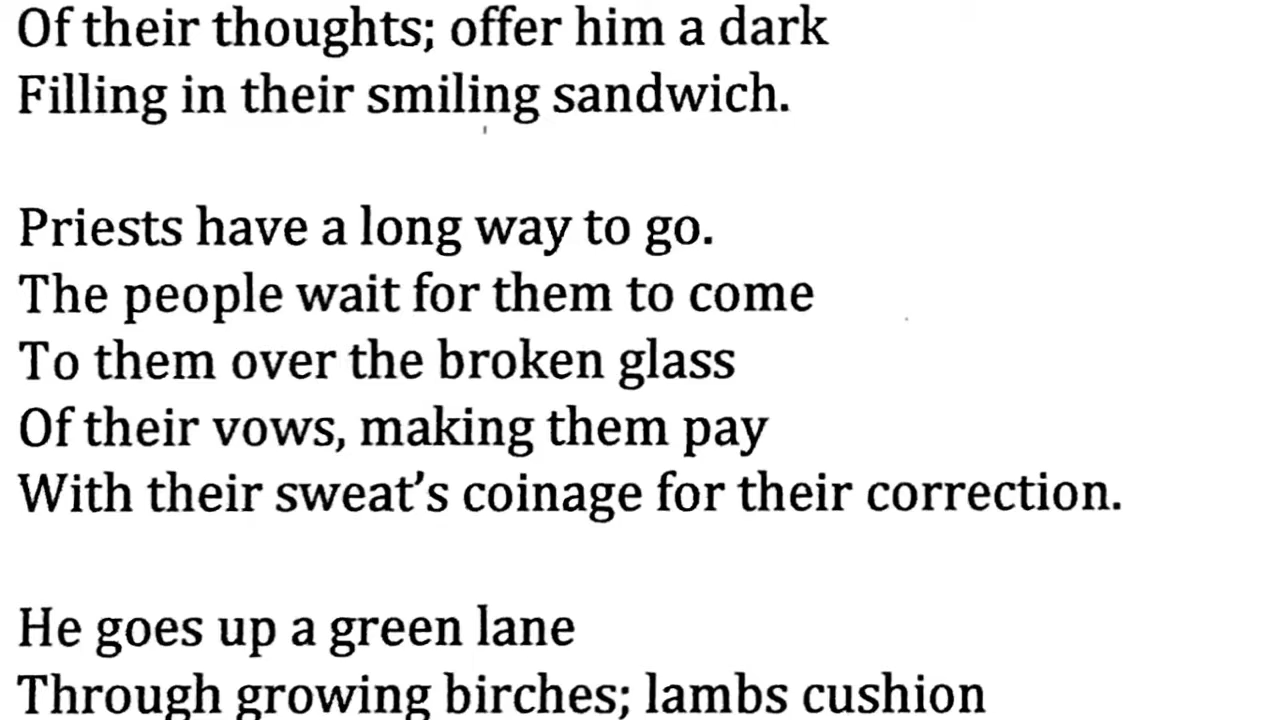 Of their thoughts; offer him a dark
Filling in their smiling sandwich.
Priests have a long way to go.
The people wait for them to come
To them over the broken glass
Of their vows, making them pay
With their sweat’s coinage for their correction.
He goes up a green lane
Through growing birches; lambs cushion